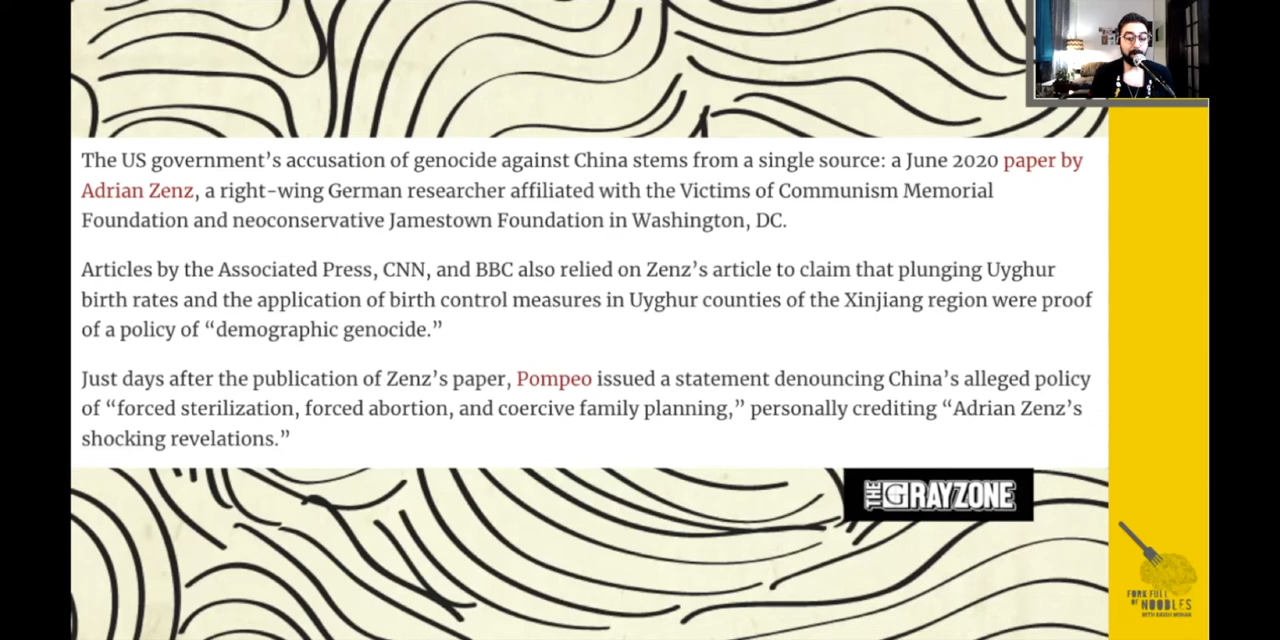 The US government’s accusation of genocide against China stems from a single source: a June 2020 paper by
Adrian Zenz, a right-wing German researcher affiliated with the Victims of Communism Memorial
Foundation and neoconservative Jamestown Foundation in Washington, DC.
Articles by the Associated Press, CNN, and BBC also relied on Zenz’s article to claim that plunging Uyghur
birth rates and the application of birth control measures in Uyghur counties of the Xinjiang region were proof
of a policy of “demographic genocide.”
Just days after the publication of Zenz’s paper, Pompeo issued a statement denouncing China’s alleged policy
of “forced sterilization, forced abortion, and coercive family planning,” personally crediting “Adrian Zenz’s
shocking revelations.”
THE GRAYZONE
FORK FULL
OF NOODLES